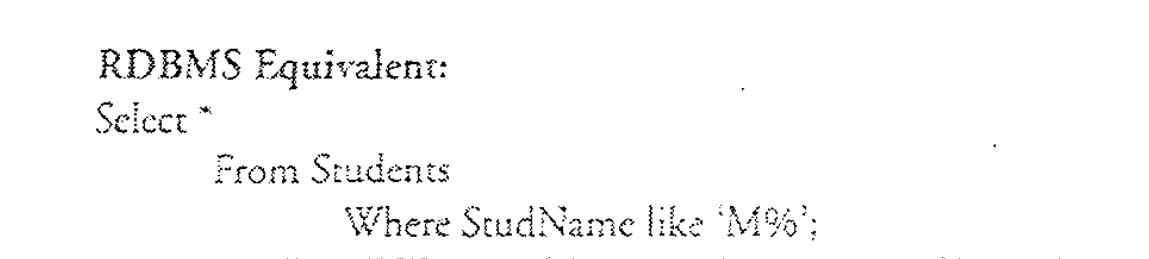 RDBMS Equivalent:
Select *
From Students
Where StudName like ‘M%’;